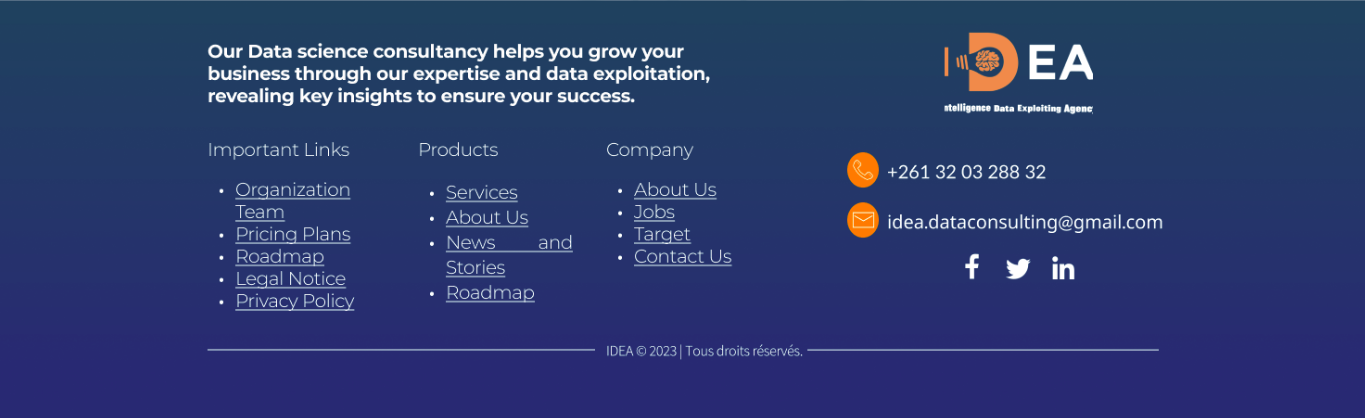 Our Data science consultancy helps you grow your
business through our expertise and data exploitation,
revealing key insights to ensure your success.
Important Links
Organization
Team
Pricing Plans
Roadmap
Legal Notice
Privacy Policy
Products
Services
About Us
News and
Stories
Roadmap
Company
About Us
Jobs
Target
Contact Us
IDEA
ntelligence Data Exploiting Agenc
+261 32 03 288 32
idea.dataconsulting@gmail.com
IDEA © 2023 | Tous droits réservés.